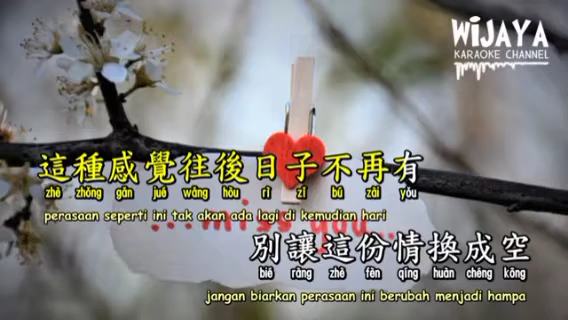 WiJAYA
KARAOKE CHANNEL
這種感覺往後日子不再有
zhè zhǒng gǎn jué wǎng hòu rì zǐ bú zài yǒu
perasaan seperti ini tak akan ada lagi di kemudian hari
...miss you...
別讓這份情換成空
bié ràng zhè fèn qíng huàn chéng kōng
jangan biarkan perasaan ini berubah menjadi hampa